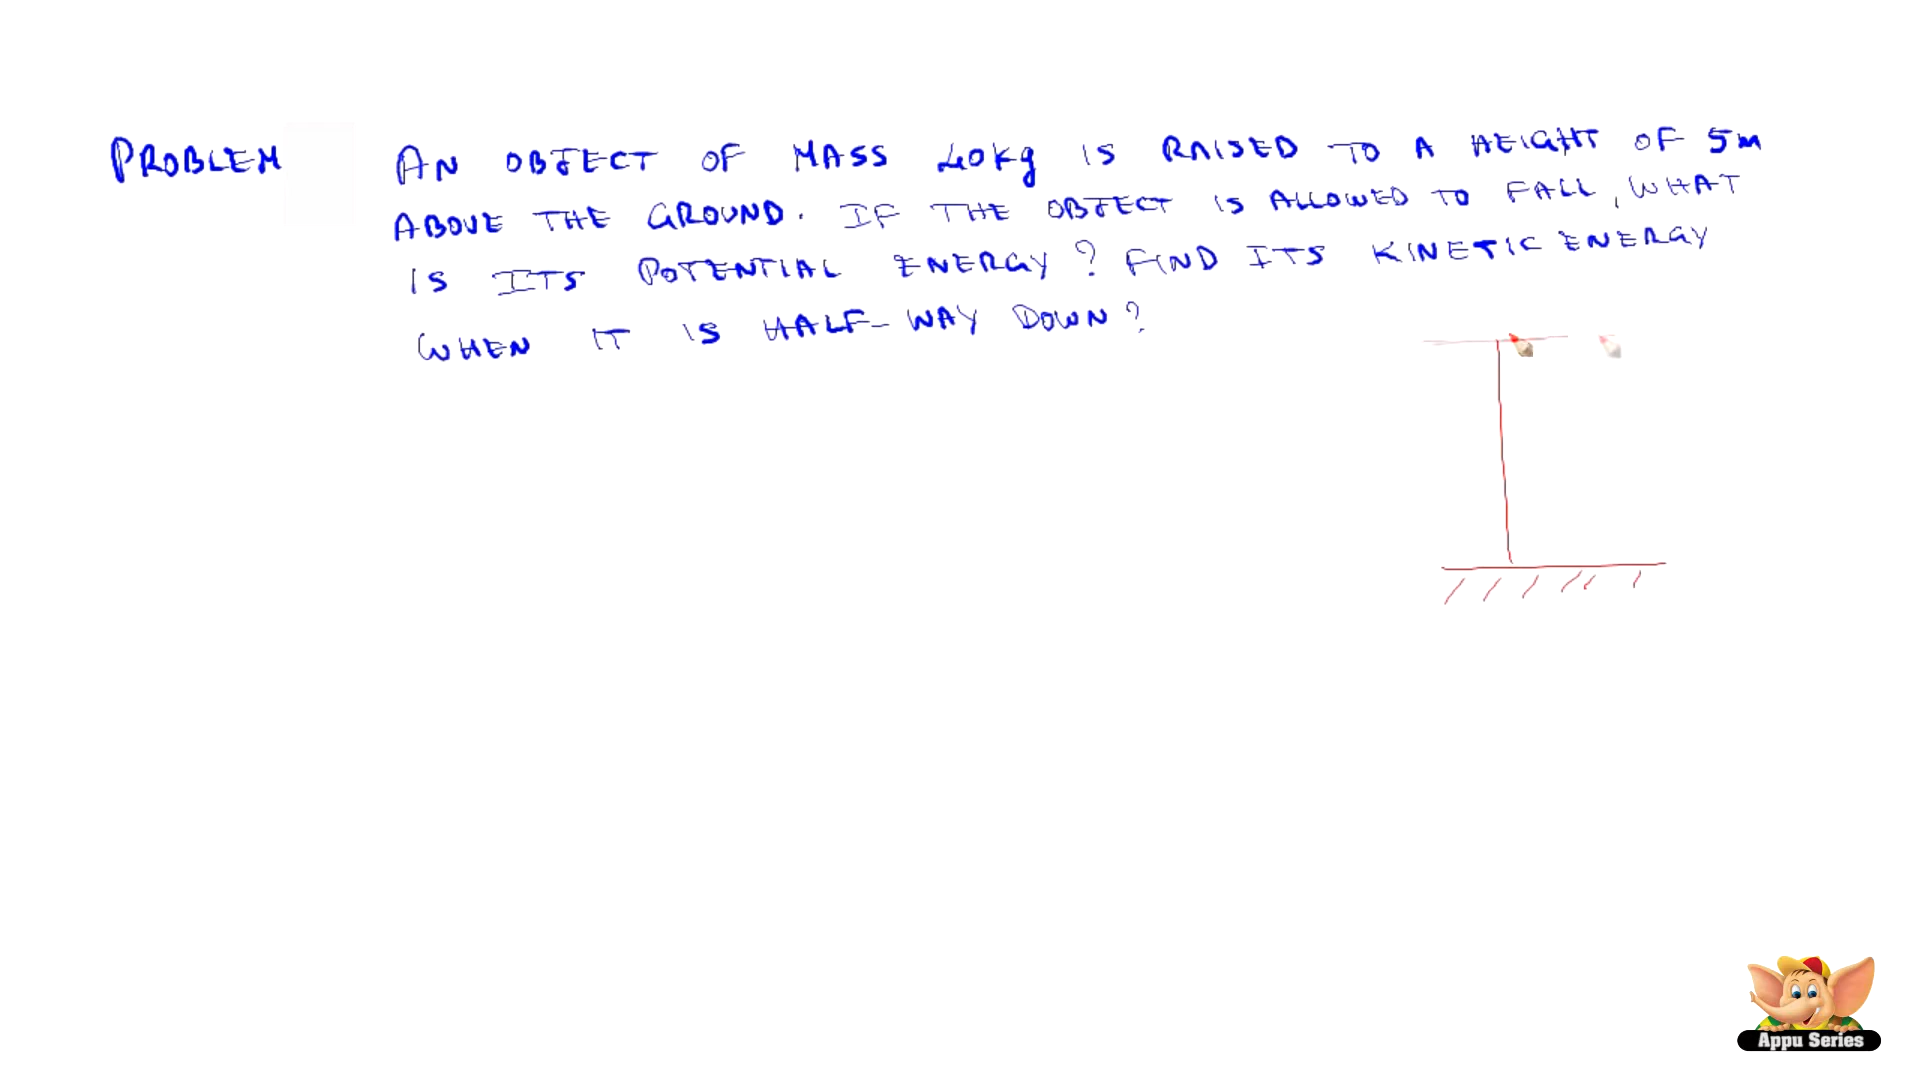 PROBLEM AN OBJECT OF MASS 40kg IS RAISED TO A HEIGHT OF 5m
ABOVE THE GROUND. IF THE OBJECT IS ALLOWED TO FALL, WHAT
IS ITS POTENTIAL ENERGY? FIND ITS KINETIC ENERGY
WHEN IT IS HALF-WAY DOWN?
Appu Series